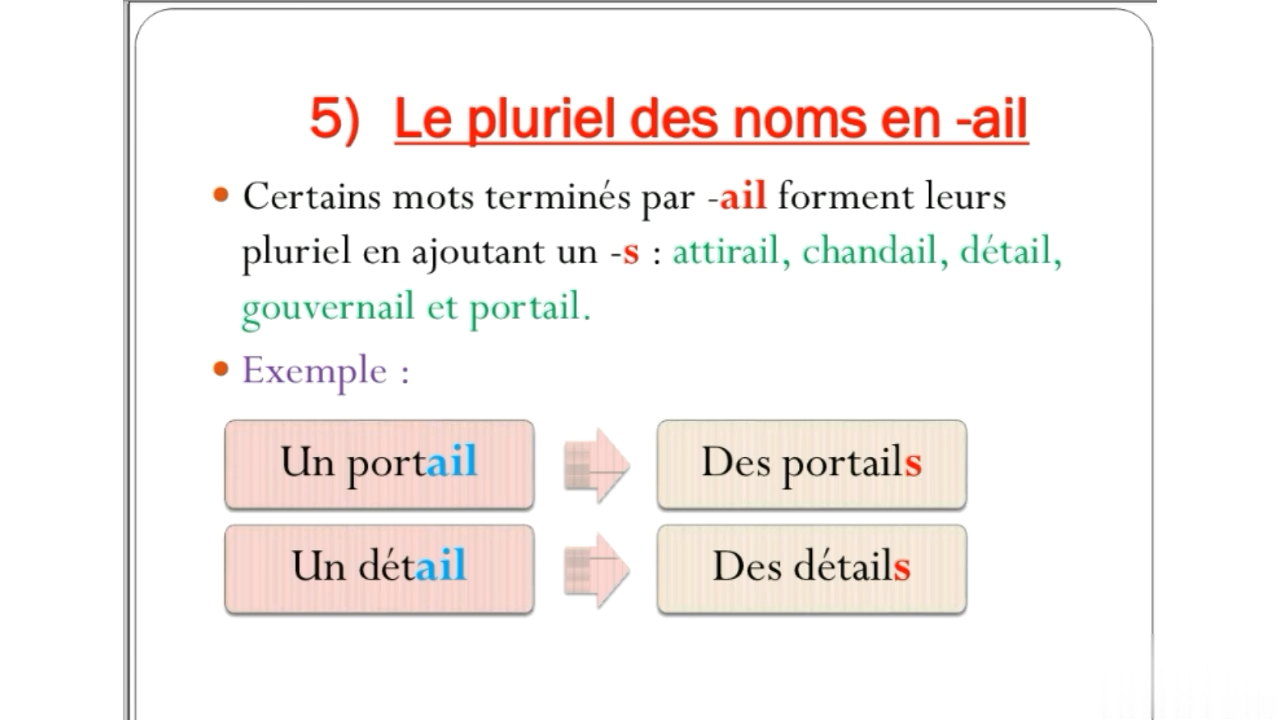 5) Le pluriel des noms en -ail
• Certains mots terminés par -ail forment leurs
pluriel en ajoutant un -s : attirail, chandail, détail,
gouvernail et portail.
• Exemple :
Un portail
Des portails
Un détail
Des détails